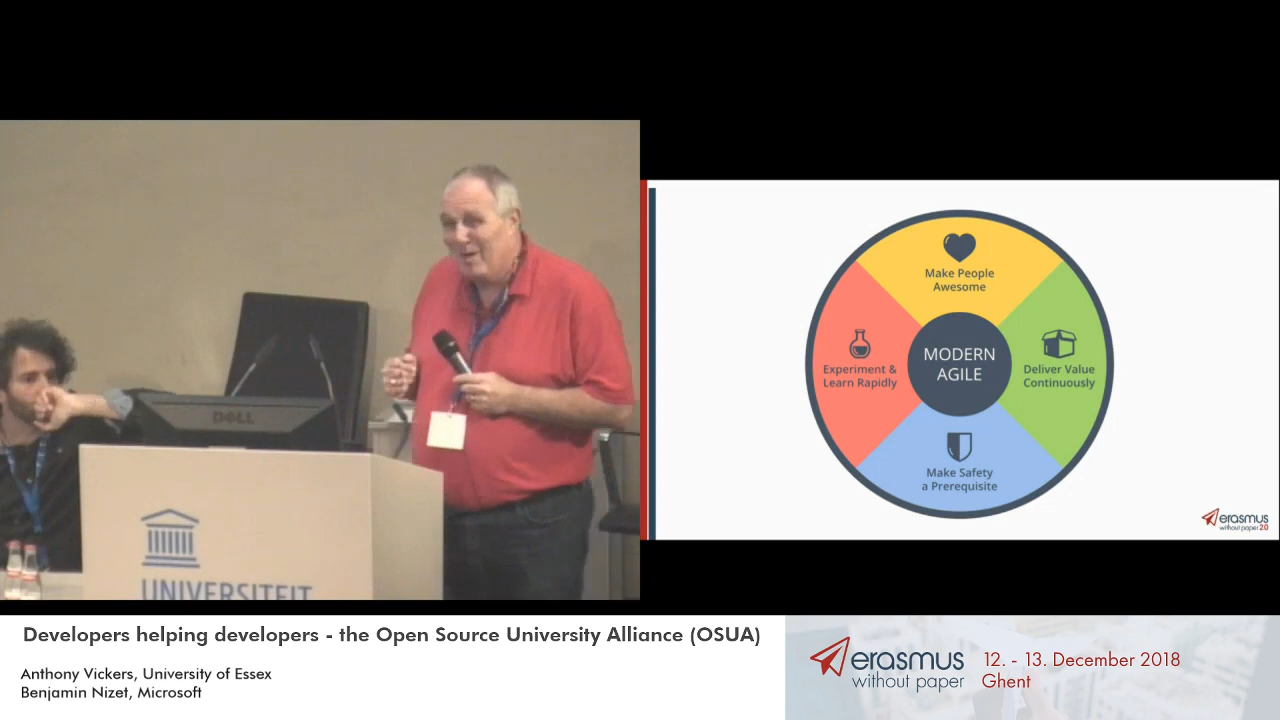 DELL
UNIVERSITEIT
Make People
Awesome
Experiment &
Learn Rapidly
MODERN
AGILE
Deliver Value
Continuously
Make Safety
a Prerequisite
erasmus
without paper 2.0
Developers helping developers - the Open Source University Alliance (OSUA)
Anthony Vickers, University of Essex
Benjamin Nizet, Microsoft
erasmus
without paper
12. - 13. December 2018
Ghent